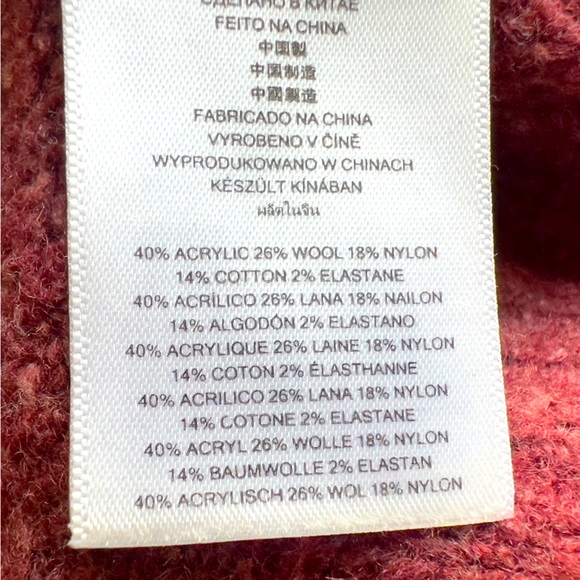 СДЕЛАНО В КИТАЕ
FEITO NA CHINA
中国製
中国制造
中國製造
FABRICADO NA CHINA
VYROBENO V ČÍNĚ
WYPRODUKOWANO W CHINACH
KÉSZÜLT KÍNÁBAN
ผลิตในจีน
40% ACRYLIC 26% WOOL 18% NYLON
14% COTTON 2% ELASTANE
40% ACRÍLICO 26% LANA 18% NAILON
14% ALGODÓN 2% ELASTANO
40% ACRYLIQUE 26% LAINE 18% NYLON
14% COTON 2% ÉLASTHANNE
40% ACRILICO 26% LANA 18% NYLON
14% COTONE 2% ELASTANE
40% ACRYL 26% WOLLE 18% NYLON
14% BAUMWOLLE 2% ELASTAN
40% ACRYLISCH 26% WOL 18% NYLON